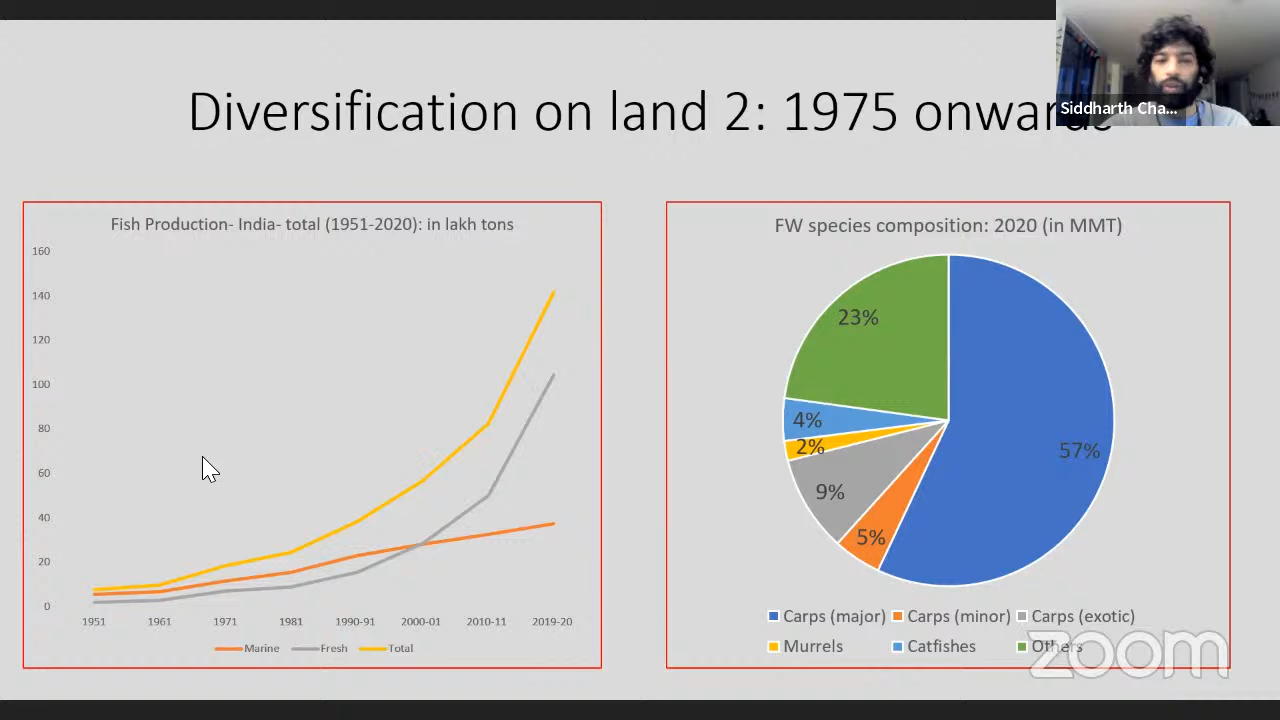 Siddharth Cha...
Diversification on land 2: 1975 onwards
Fish Production- India- total (1951-2020): in lakh tons
160
140
120
100
80
60
40
20
0
1951 1961 1971 1981 1990-91 2000-01 2010-11 2019-20
Marine Fresh Total
FW species composition: 2020 (in MMT)
23%
4%
2%
57%
9%
5%
Carps (major) Carps (minor) Carps (exotic)
Murrels Catfishes Others
zoom